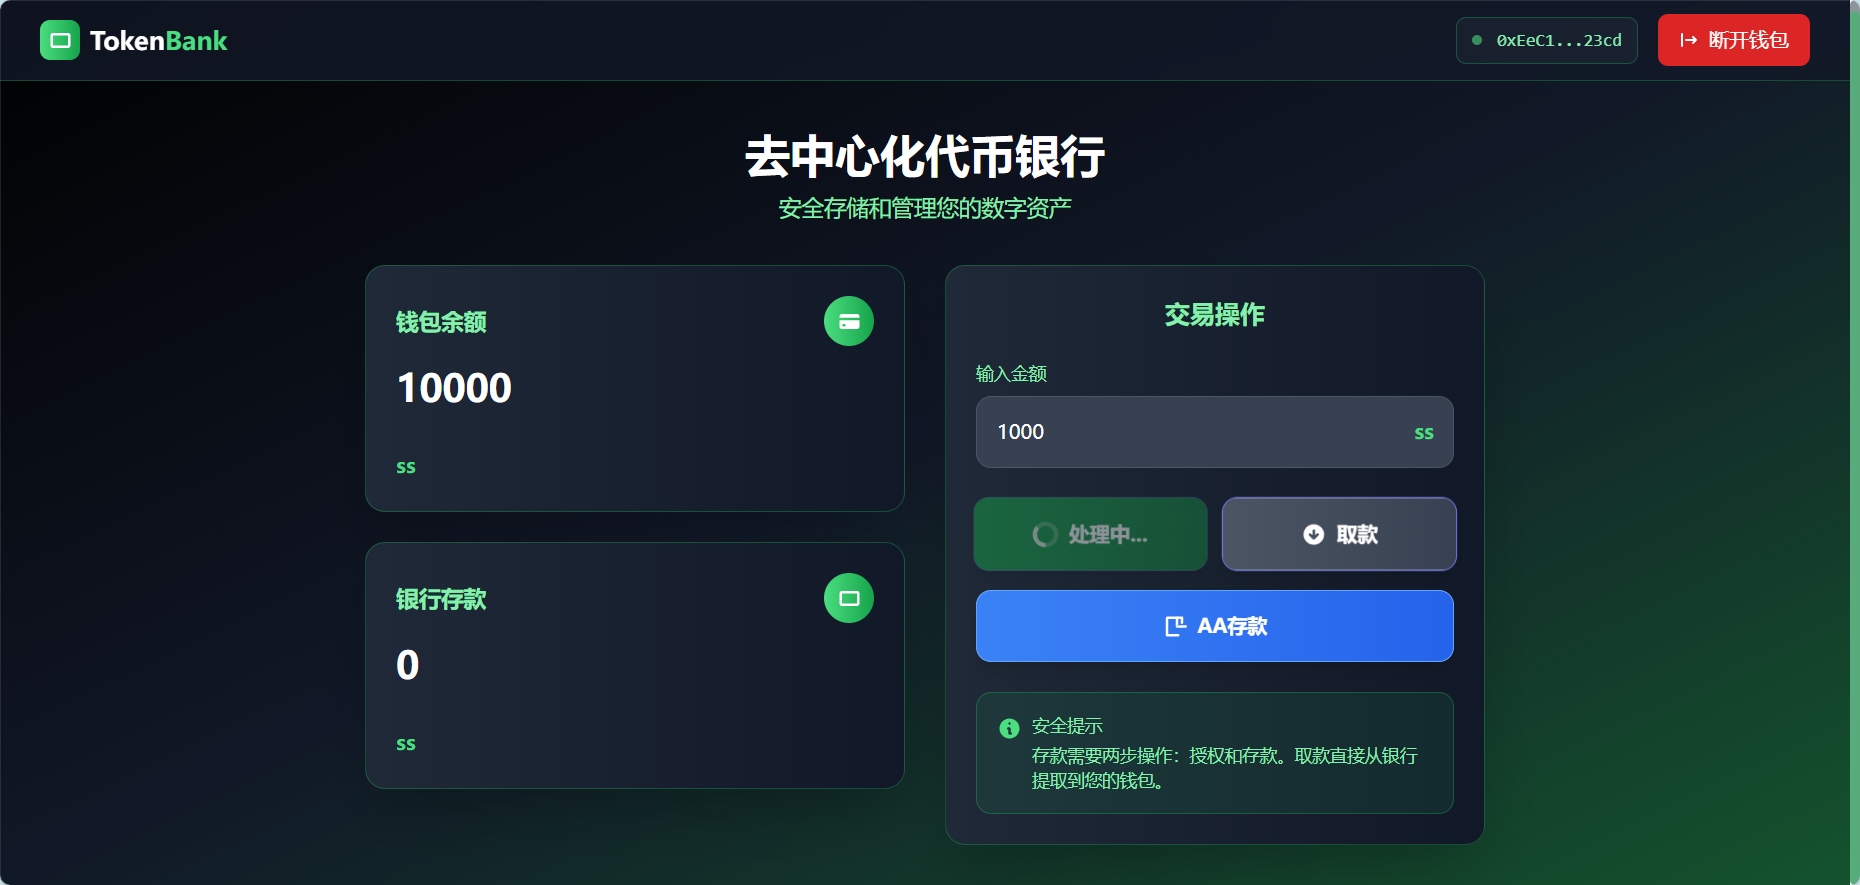 TokenBank
0xEeC1...23cd
断开钱包
去中心化代币银行
安全存储和管理您的数字资产
钱包余额
10000
ss
银行存款
0
ss
交易操作
输入金额
1000
ss
处理中...
取款
AA存款
安全提示
存款需要两步操作：授权和存款。取款直接从银行
提取到您的钱包。